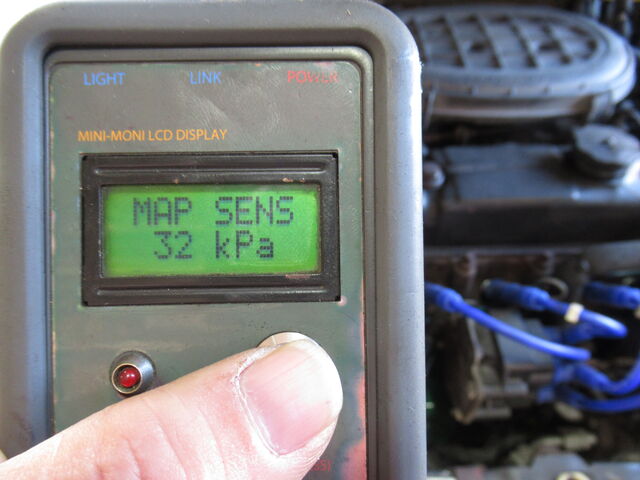 LIGHT LINK POWER
MINI-MONI LCD DISPLAY
MAP SENS
32 kPa